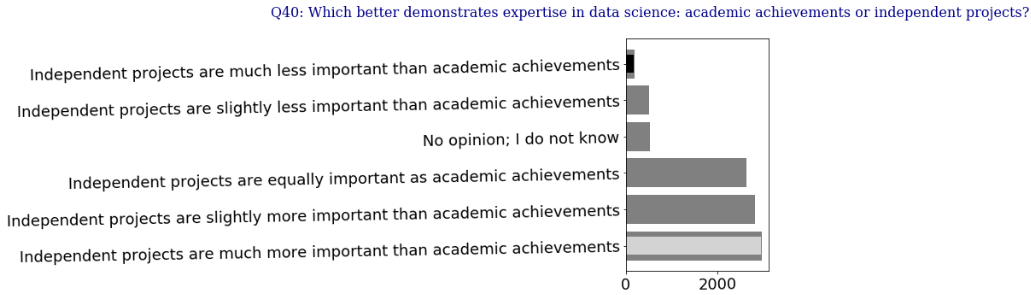 Q40: Which better demonstrates expertise in data science: academic achievements or independent projects?
Independent projects are much less important than academic achievements
Independent projects are slightly less important than academic achievements
No opinion; I do not know
Independent projects are equally important as academic achievements
Independent projects are slightly more important than academic achievements
Independent projects are much more important than academic achievements
0 2000